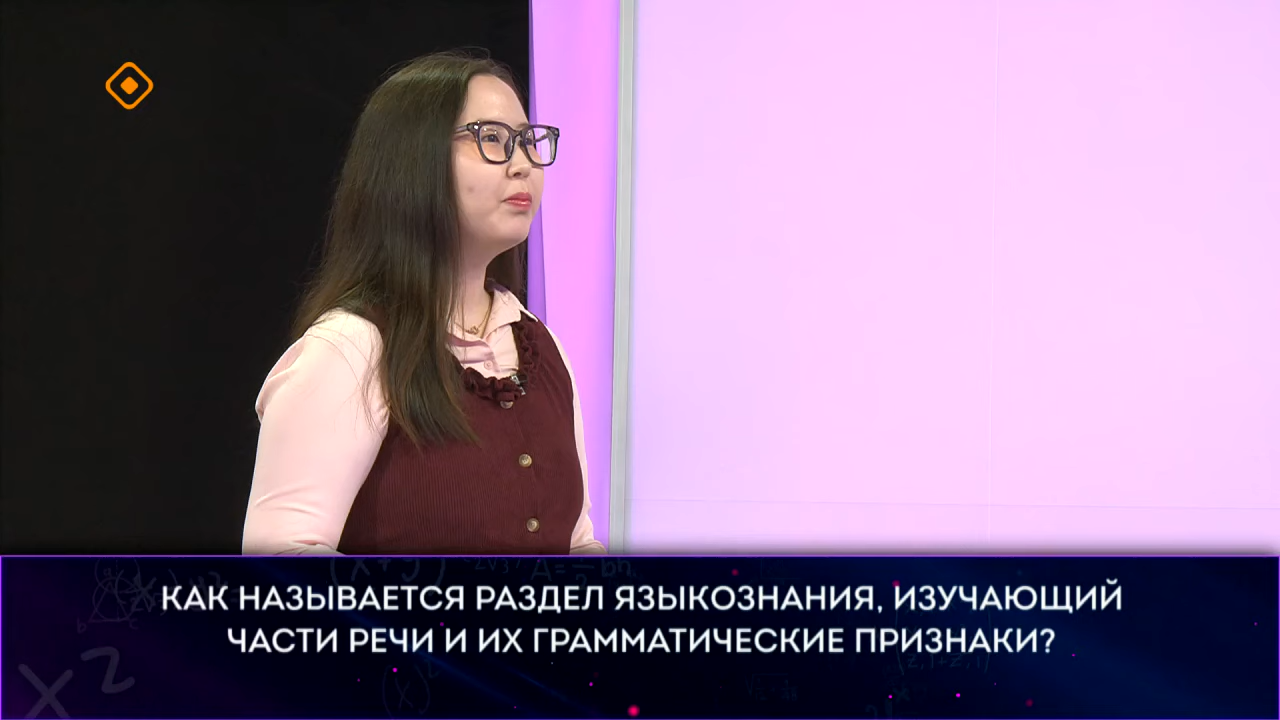 КАК НАЗЫВАЕТСЯ РАЗДЕЛ ЯЗЫКОЗНАНИЯ, ИЗУЧАЮЩИЙ
ЧАСТИ РЕЧИ И ИХ ГРАММАТИЧЕСКИЕ ПРИЗНАКИ?